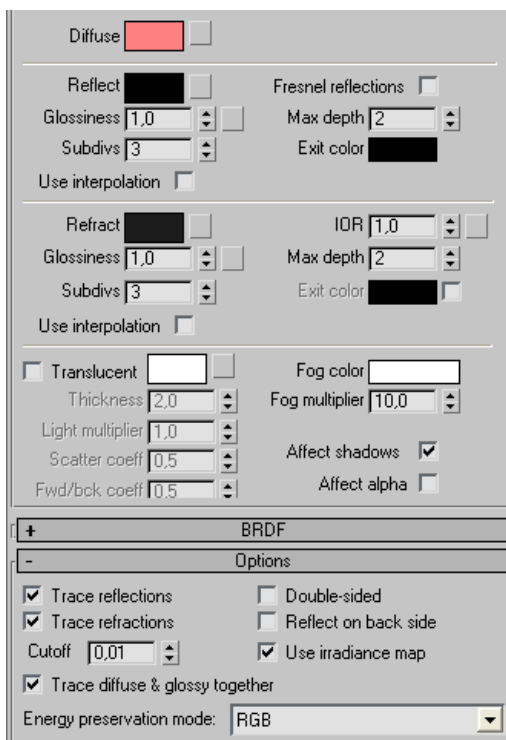 Diffuse
Reflect Fresnel reflections
Glossiness 1,0 Max depth 2
Subdivs 3 Exit color
Use interpolation
Refract IOR 1,0
Glossiness 1,0 Max depth 2
Subdivs 3 Exit color
Use interpolation
Translucent Fog color
Thickness 2,0 Fog multiplier 10,0
Light multiplier 1,0
Scatter coeff 0,5 Affect shadows
Fwd/bck coeff 0,5 Affect alpha
+ BRDF
- Options
Trace reflections Double-sided
Trace refractions Reflect on back side
Cutoff 0,01 Use irradiance map
Trace diffuse & glossy together
Energy preservation mode: RGB